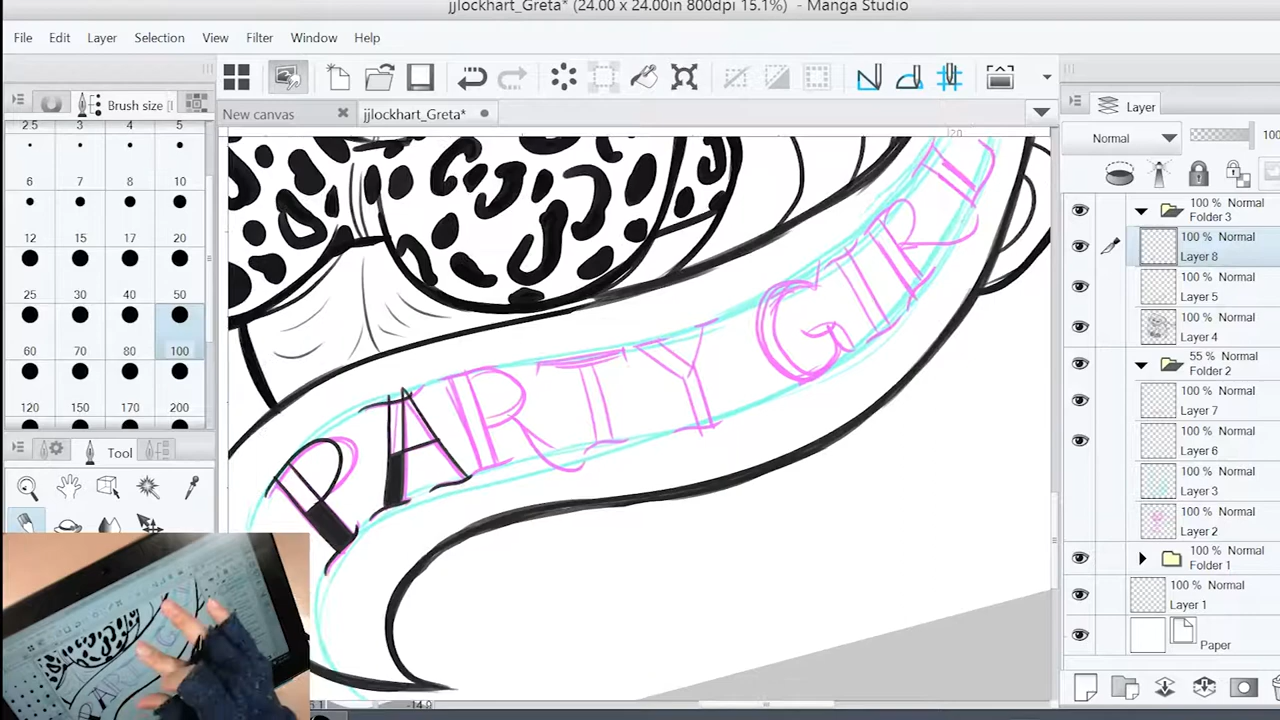 jjlockhart_Greta* (24.00 x 24.00in 800dpi 15.1%) - Manga Studio
File Edit Layer Selection View Filter Window Help
Brush size
New canvas jjlockhart_Greta*
Layer
2.5 3 4 5
6 7 8 10
12 15 17 20
25 30 40 50
60 70 80 100
120 150 170 200
Tool
20
PARTY GIRL
-14.9
Normal 100
100 % Normal
Folder 3
100 % Normal
Layer 8
100 % Normal
Layer 5
100 % Normal
Layer 4
55 % Normal
Folder 2
100 % Normal
Layer 7
100 % Normal
Layer 6
100 % Normal
Layer 3
100 % Normal
Layer 2
100 % Normal
Folder 1
100 % Normal
Layer 1
Paper